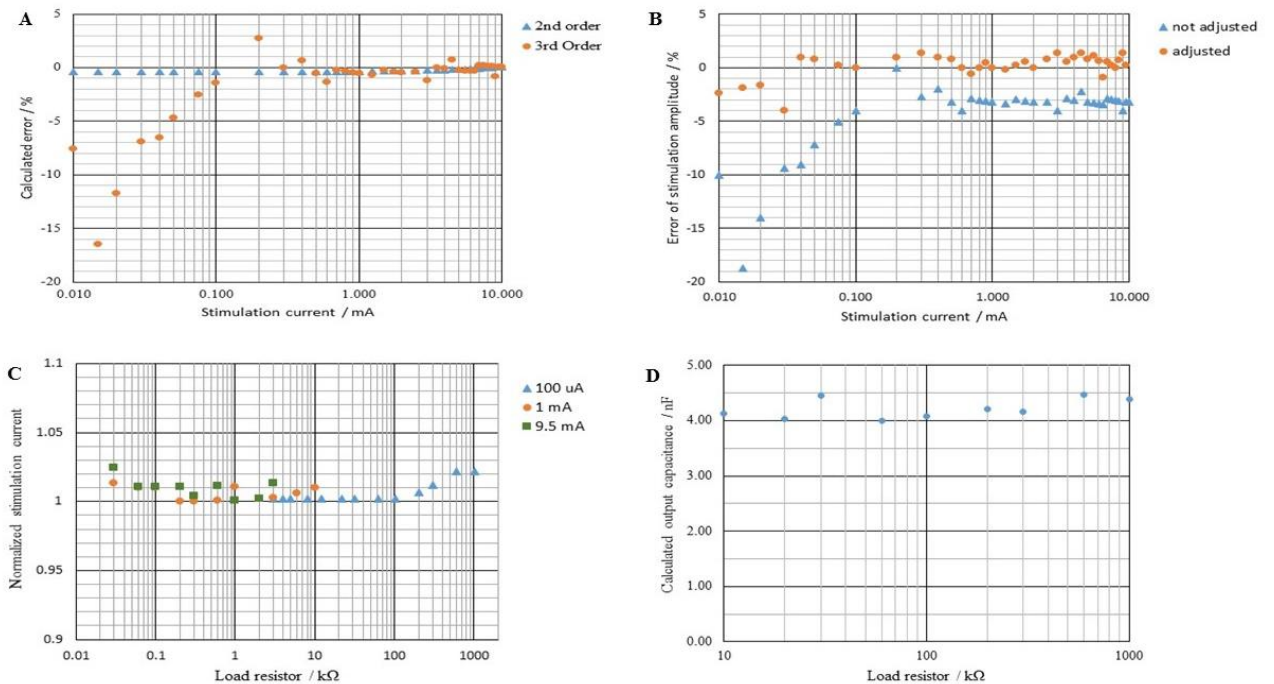 A
5
0
-5
-10
-15
-20
Calculated error / %
0.010
0.100
1.000
10.000
Stimulation current / mA
2nd order
3rd Order
B
5
0
-5
-10
-15
-20
Error of stimulation amplitude / %
0.010
0.100
1.000
10.000
Stimulation current / mA
not adjusted
adjusted
C
1.1
1.05
1
0.95
0.9
Normalized stimulation current
0.01
0.1
1
10
100
1000
Load resistor / kΩ
100 uA
1 mA
9.5 mA
D
5.00
4.00
3.00
2.00
1.00
0.00
Calculated output capacitance / nF
10
100
1000
Load resistor / kΩ